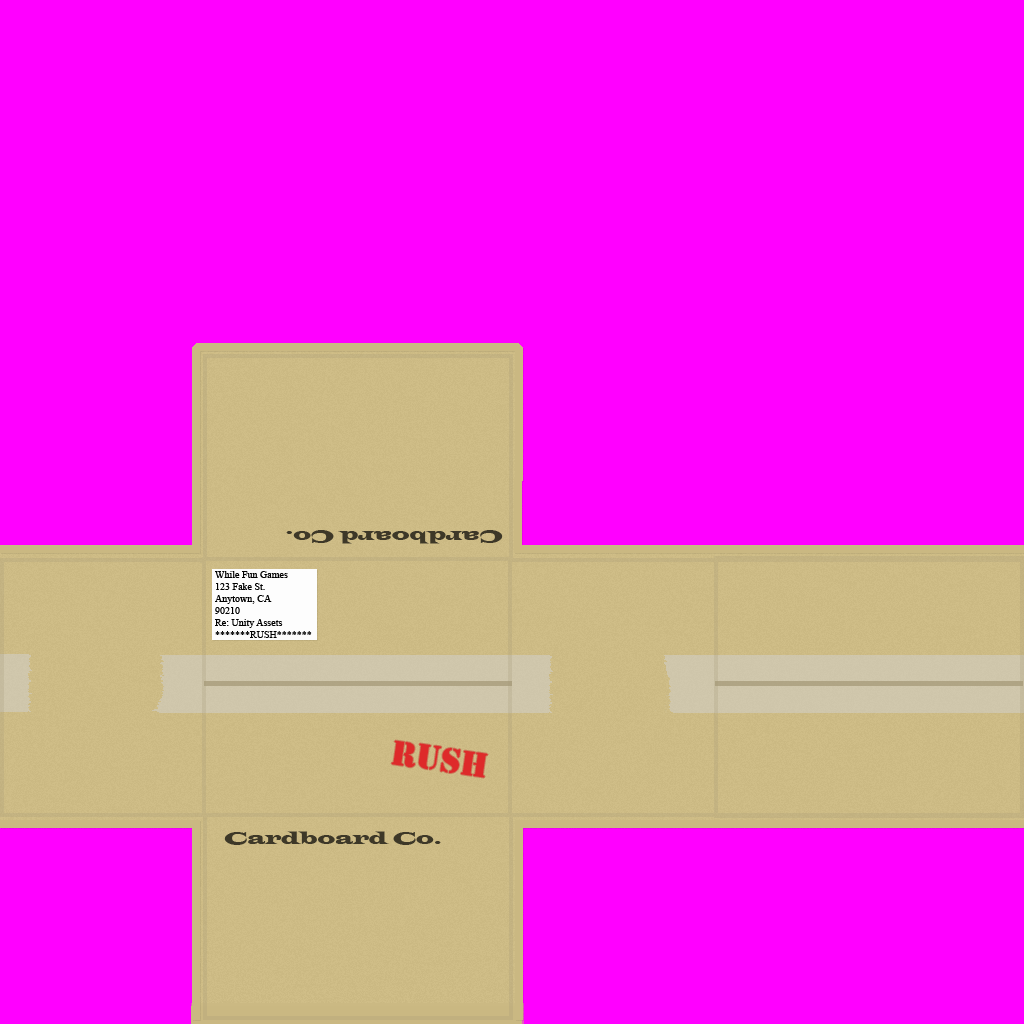 Cardboard Co.
While Fun Games
123 Fake St.
Anytown, CA
90210
Re: Unity Assets
*******RUSH*******
RUSH
Cardboard Co.